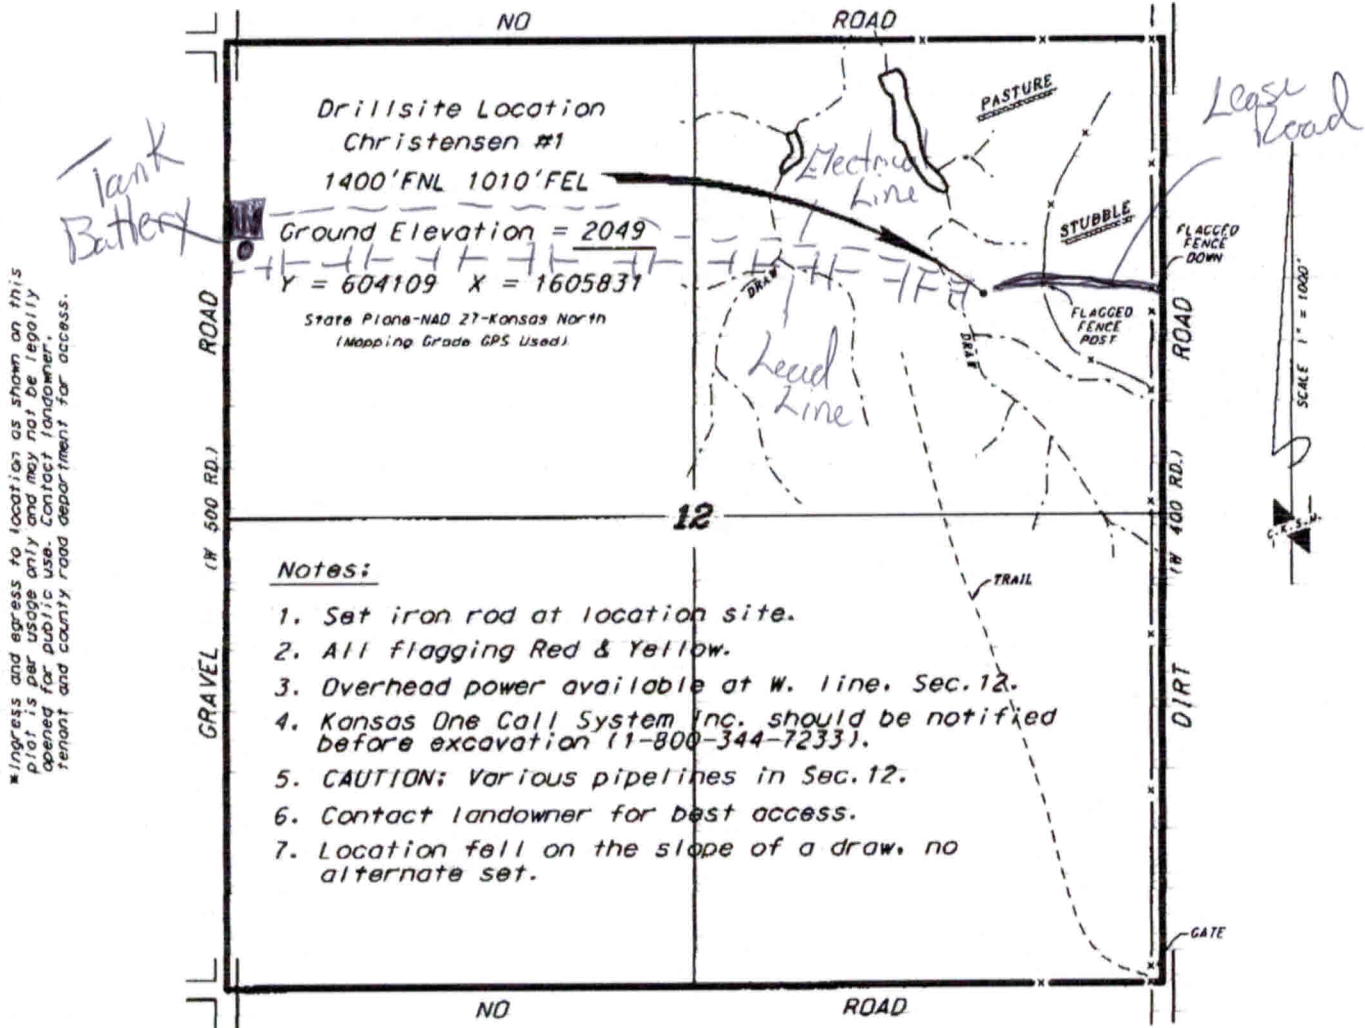 NO ROAD
Drillsite Location
Christensen #1
1400'FNL 1010'FEL
Ground Elevation = 2049
Y = 604109 X = 1605831
State Plane-NAD 27-Kansas North
(Mapping Grade GPS Used)
Tank
Battery
Electrical
Line
Lead
Line
Lease
Road
PASTURE
STUBBLE
FLAGGED
FENCE
DOWN
FLAGGED
FENCE
POST
DRAW
DRAW
12
TRAIL
GATE
Notes:
1. Set iron rod at location site.
2. All flagging Red & Yellow.
3. Overhead power available at W. line, Sec.12.
4. Kansas One Call System Inc. should be notified
before excavation (1-800-344-7233).
5. CAUTION: Various pipelines in Sec.12.
6. Contact landowner for best access.
7. Location fell on the slope of a draw, no
alternate set.
GRAVEL (W 500 RD.) ROAD
DIRT (W 400 RD.) ROAD
SCALE 1" = 1000'
C.K.S.N.
*Ingress and egress to location as shown on this
plat is per usage only and may not be legally
opened for public use. Contact landowner,
tenant and county road department for access.
NO ROAD